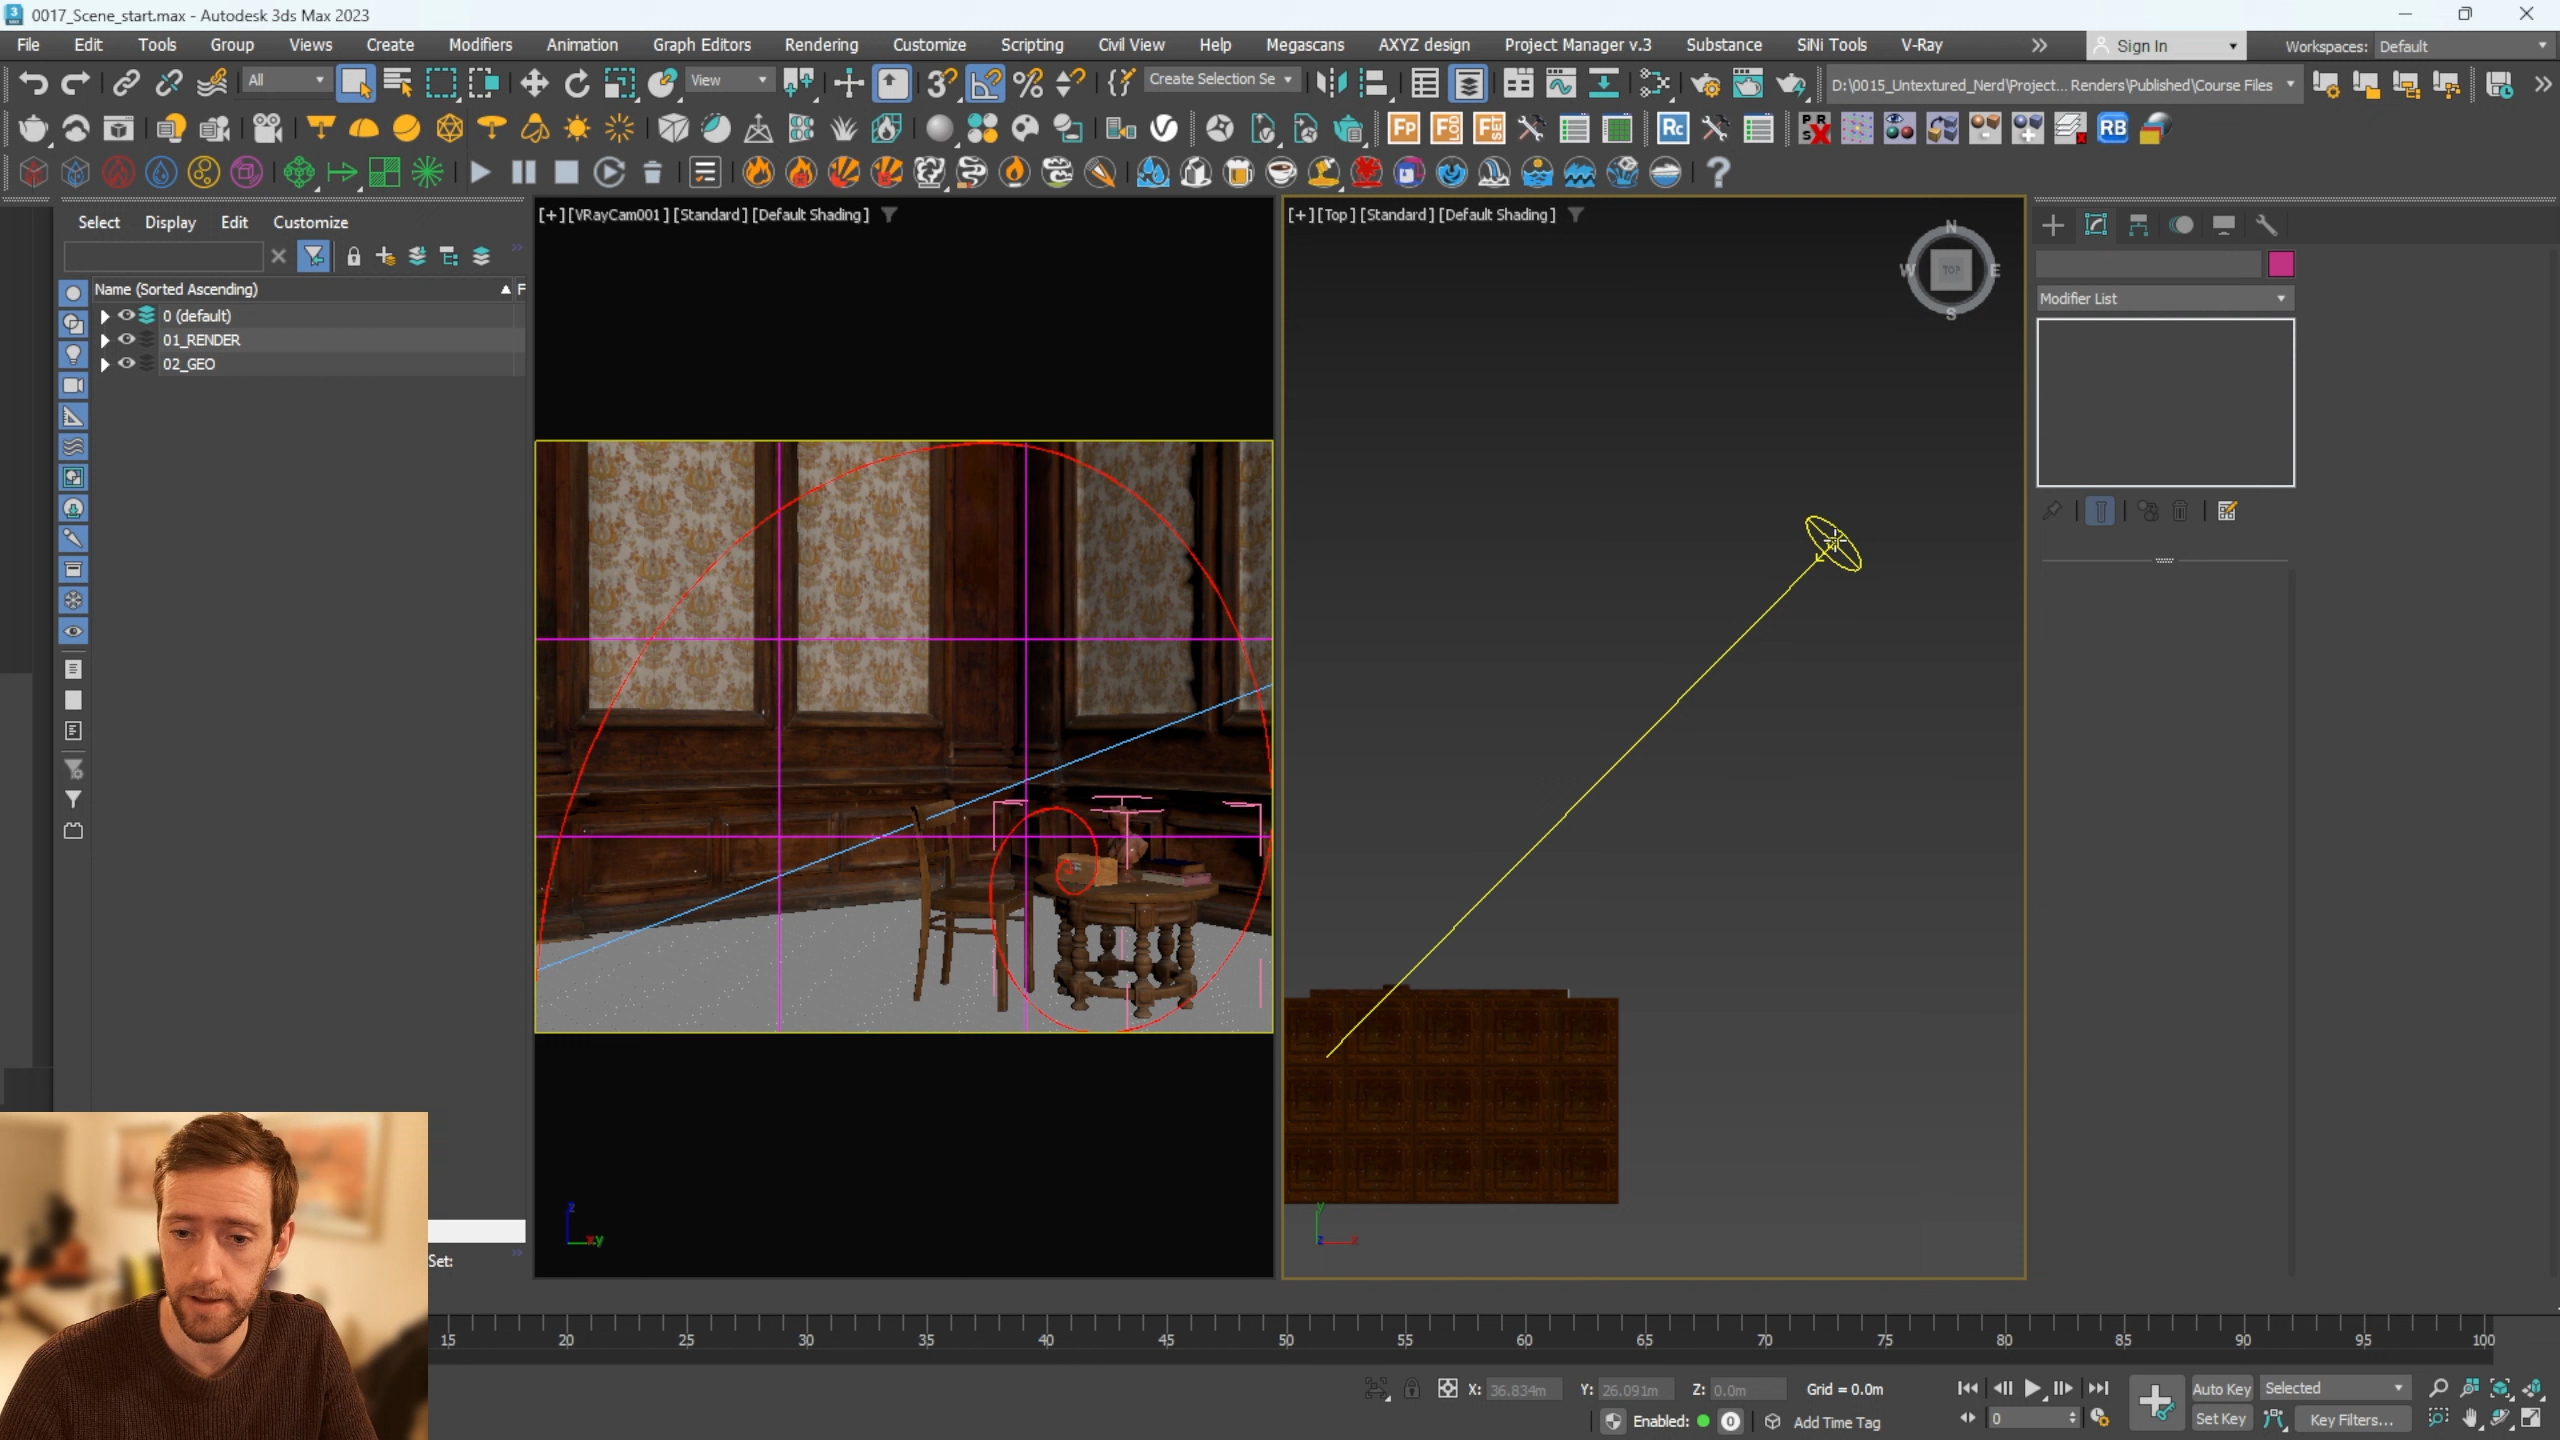 0017_Scene_start.max - Autodesk 3ds Max 2023
File Edit Tools Group Views Create Modifiers Animation Graph Editors Rendering Customize Scripting Civil View Help Megascans AXYZ design Project Manager v.3 Substance SiNi Tools V-Ray Sign In Workspaces: Default
All View Create Selection Se D:\0015_Untextured_Nerd\Project... Renders\Published\Course Files
Fp RB Rc
Select Display Edit Customize
[+] [VRayCam001] [Standard] [Default Shading]
[+] [Top] [Standard] [Default Shading]
N
W TOP E
S
Name (Sorted Ascending) F
0 (default)
01_RENDER
02_GEO
Modifier List
z
y
y
z x
Set:
15 20 25 30 35 40 45 50 55 60 65 70 75 80 85 90 95 100
X: 36.834m Y: 26.091m Z: 0.0m Grid = 0.0m
Auto Key Selected
Enabled: 0 Add Time Tag
0 Set Key Key Filters...